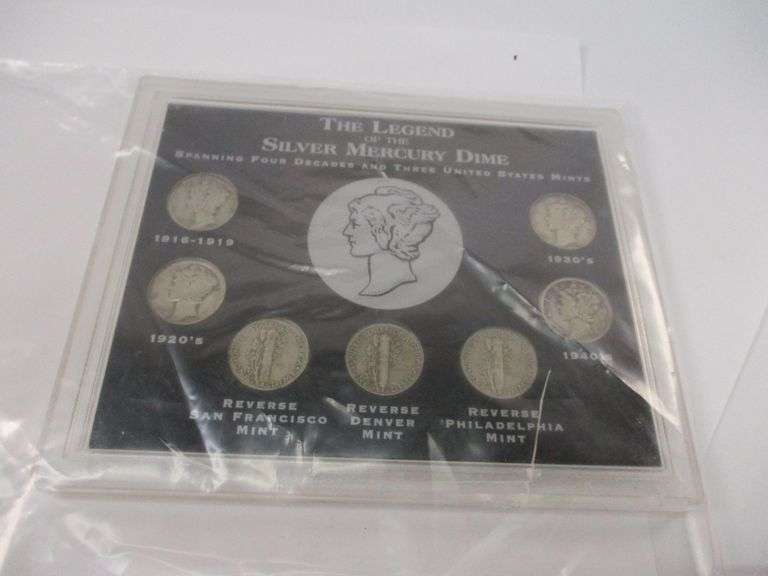 THE LEGEND
OF THE
SILVER MERCURY DIME
SPANNING FOUR DECADES AND THREE UNITED STATES MINTS
1916-1919
1930'S
1920'S
1940'S
REVERSE
SAN FRANCISCO
MINT
REVERSE
DENVER
MINT
REVERSE
PHILADELPHIA
MINT